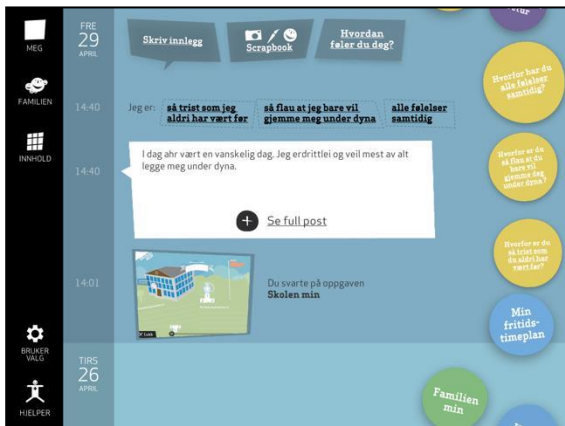 MEG
FAMILIEN
INNHOLD
BRUKER
VALG
HJELPER
FRE
29
APRIL
Skriv innlegg
Scrapbook
Hvordan
føler du deg?
14:40
Jeg er:
så trist som jeg
aldri har vært før
så flau at jeg bare vil
gjemme meg under dyna
alle følelser
samtidig
14:40
I dag ahr vært en vanskelig dag. Jeg erdrittlei og veil mest av alt
legge meg under dyna.
Se full post
14:01
Du svarte på oppgaven
Skolen min
TIRS
26
APRIL
Hvorfor har du
alle følelser
samtidig?
Hvorfor er du
så flau at du
bare vil
gjemme deg
under dyna?
Hvorfor er du
så trist som
du aldri har
vært før?
Min
fritids-
timeplan
Familien
min